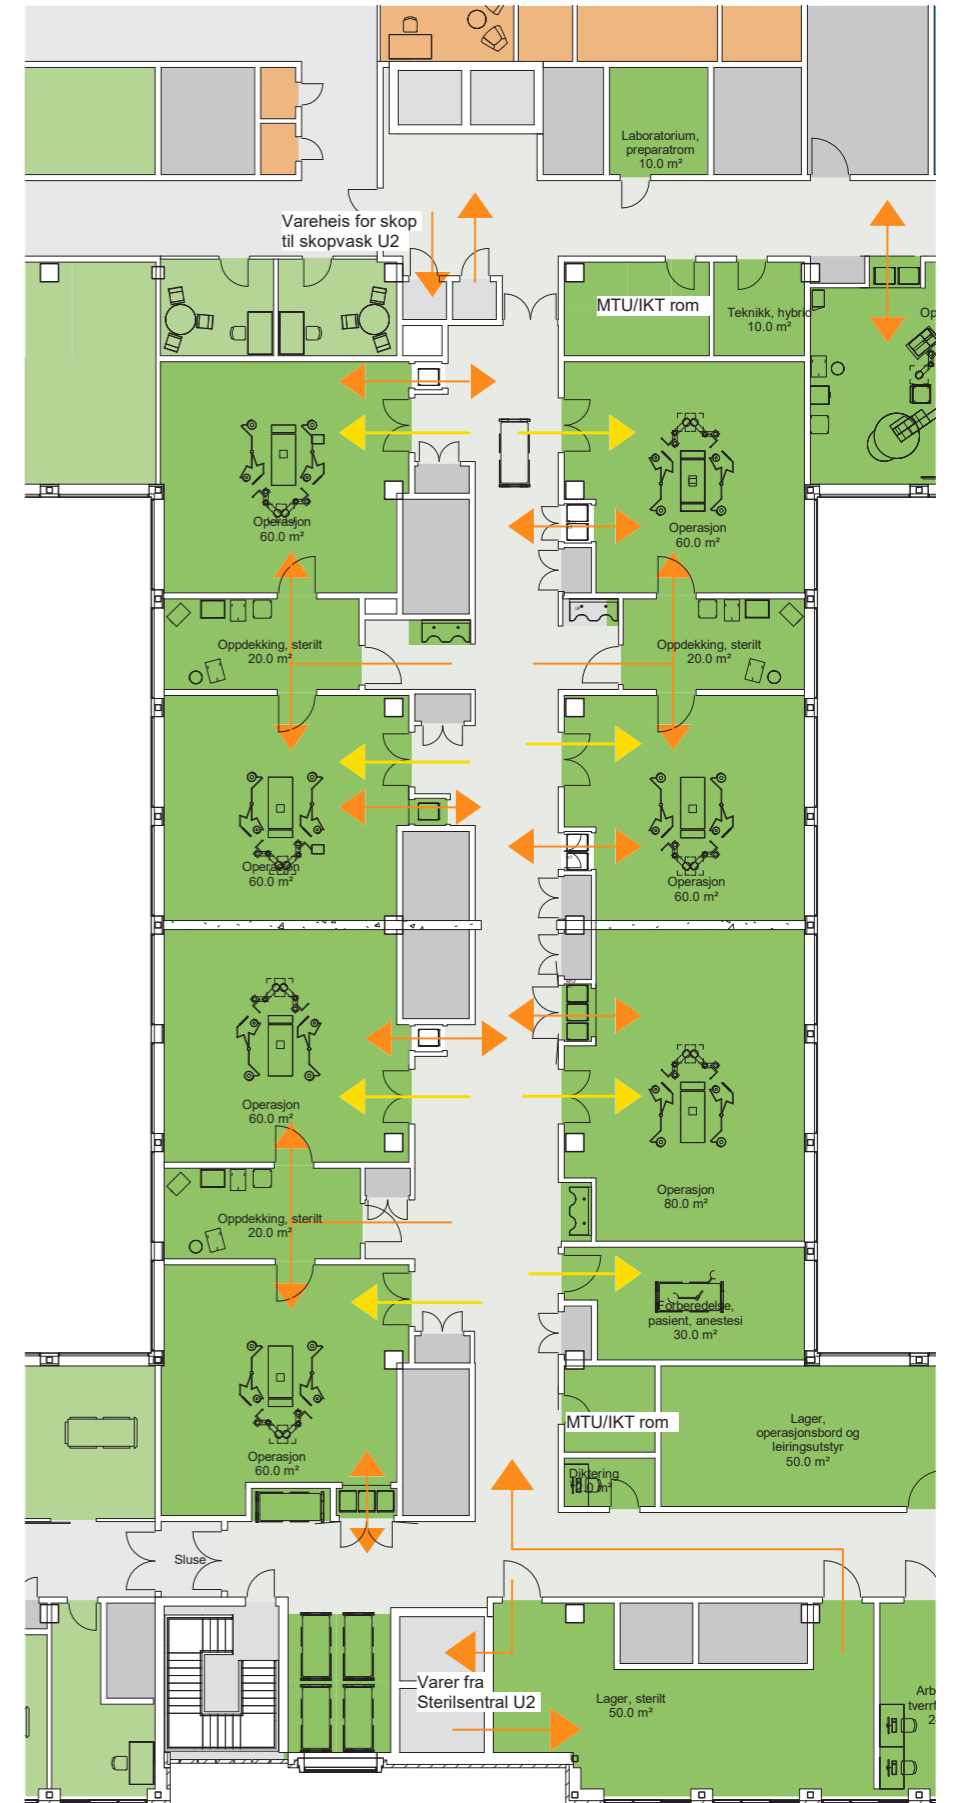 Laboratorium,
preparatrom
10.0 m²
Vareheis for skop
til skopvask U2
MTU/IKT rom
Teknikk, hybrid
10.0 m²
Op
Operasjon
60.0 m²
Operasjon
60.0 m²
Oppdekking, sterilt
20.0 m²
Oppdekking, sterilt
20.0 m²
Operasjon
60.0 m²
Operasjon
60.0 m²
Operasjon
60.0 m²
Operasjon
80.0 m²
Oppdekking, sterilt
20.0 m²
Forberedelse,
pasient, anestesi
30.0 m²
MTU/IKT rom
Lager,
operasjonsbord og
leiringsutstyr
50.0 m²
Operasjon
60.0 m²
Diktering
Sluse
Varer fra
Sterilsentral U2
Lager, sterilt
50.0 m²
Arb
tverrf
2